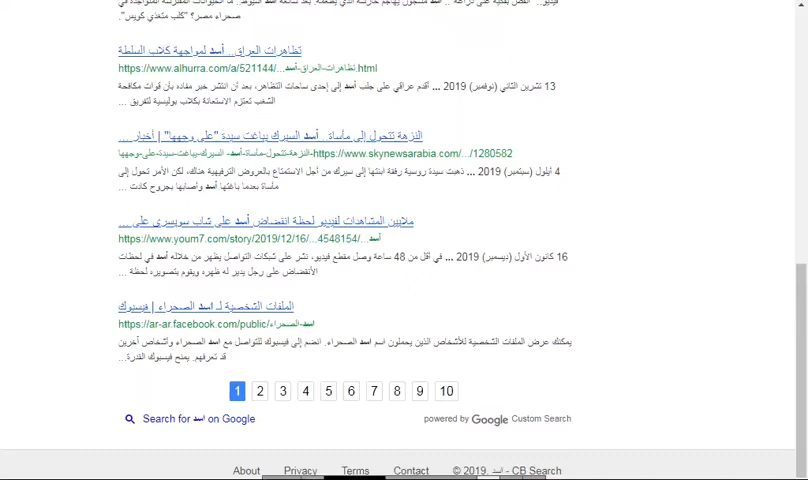 صحراء مصر؟ "كلب متغذي كويس".
تظاهرات العراق.. أسد لمواجهة كلاب السلطة
https://www.alhurra.com/a/521144/...تظاهرات-العراق-أسد.html
13 تشرين الثاني (نوفمبر) 2019 ... أقدم عراقي على جلب أسد إلى إحدى ساحات التظاهر، بعد أن انتشر خبر مفاده بأن قوات مكافحة
الشغب تعتزم الاستعانة بكلاب بوليسية لتفريق ...
النزهة تتحول إلى مأساة.. أسد السيرك يباغت سيدة "على وجهها" | أخبار ...
https://www.skynewsarabia.com/.../1280582-النزهة-تتحول-مأساة-أسد-السيرك-يباغت-سيدة-على-وجهها
4 أيلول (سبتمبر) 2019 ... ذهبت سيدة روسية رفقة ابنتها إلى سيرك من أجل الاستمتاع بالعروض الترفيهية هناك، لكن الأمر تحول إلى
مأساة بعدما باغتها أسد وأصابها بجروح كادت ...
ملايين المشاهدات لفيديو لحظة انقضاض أسد على شاب سويسري على ...
https://www.youm7.com/story/2019/12/16/...أسد.../4548154
16 كانون الأول (ديسمبر) 2019 ... في أقل من 48 ساعة وصل مقطع فيديو، نشر على شبكات التواصل يظهر من خلاله أسد في لحظات
الأنقضاض على رجل يدير له ظهره ويقوم بتصويره لحظة ...
الملفات الشخصية لـ اسد الصحراء | فيسبوك
https://ar-ar.facebook.com/public/اسد-الصحراء
يمكنك عرض الملفات الشخصية للأشخاص الذين يحملون اسم اسد الصحراء. انضم إلى فيسبوك للتواصل مع اسد الصحراء وأشخاص آخرين
قد تعرفهم. يمنح فيسبوك القدرة...
1 2 3 4 5 6 7 8 9 10
Search for اسد on Google
powered by Google Custom Search
About Privacy Terms Contact © 2019. اسد - CB Search